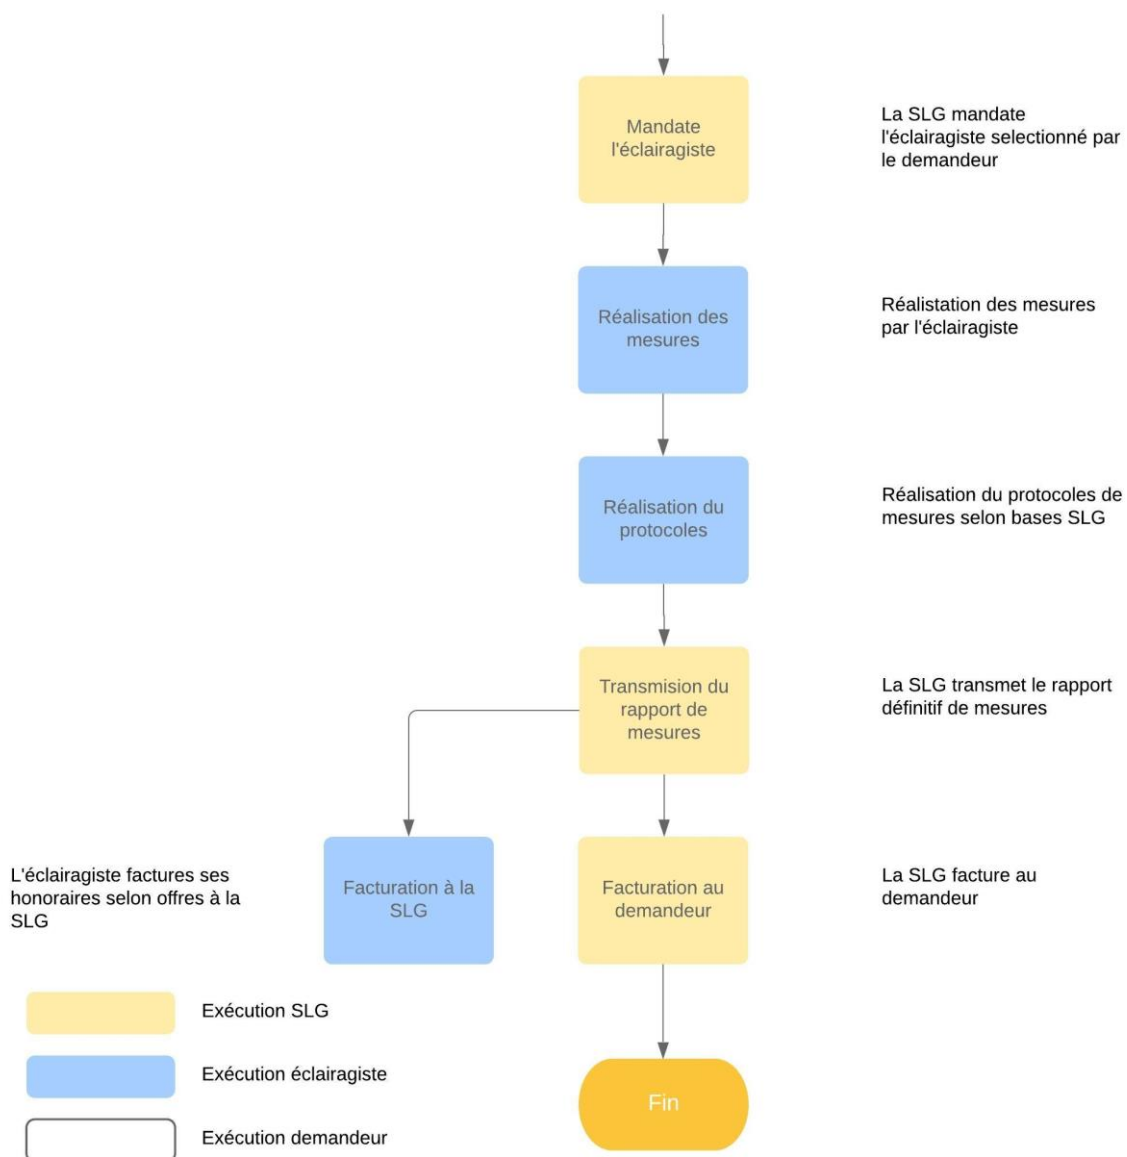 Mandate
l'éclairagiste
La SLG mandate
l'éclairagiste selectionné par
le demandeur
Réalisation des
mesures
Réalistation des mesures
par l'éclairagiste
Réalisation du
protocoles
Réalisation du protocoles de
mesures selon bases SLG
Transmision du
rapport de
mesures
La SLG transmet le rapport
définitif de mesures
L'éclairagiste factures ses
honoraires selon offres à la
SLG
Facturation à la
SLG
Facturation au
demandeur
La SLG facture au
demandeur
Exécution SLG
Exécution éclairagiste
Exécution demandeur
Fin